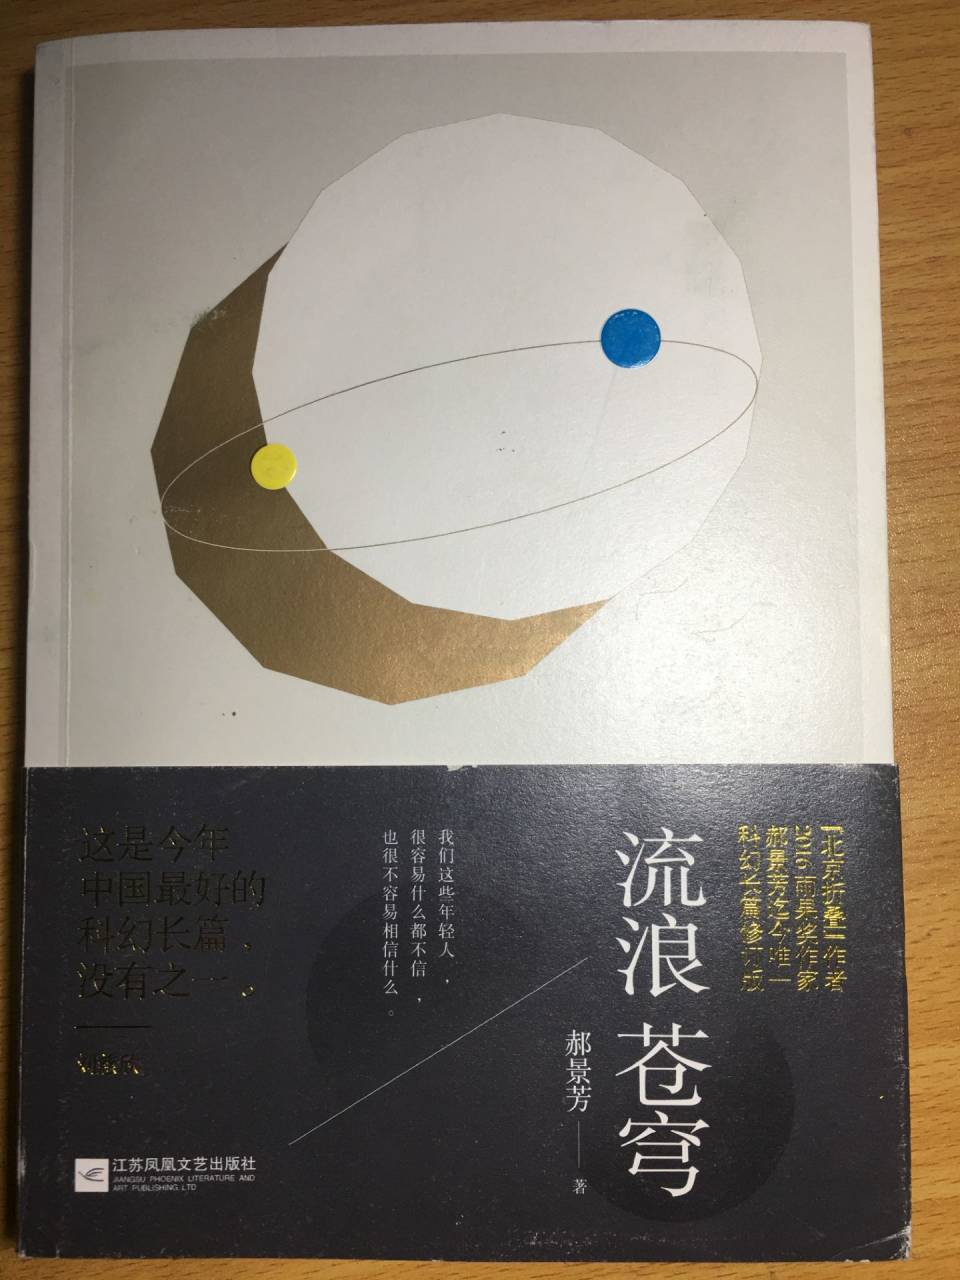 「北京折叠」作者
2016雨果奖作家
郝景芳迄今唯一
科幻长篇修订版
流浪苍穹
郝景芳 —— 著
我们这些年轻人，
很容易什么都不信，
也很不容易相信什么。
这是今年
中国最好的
科幻长篇，
没有之一。
刘慈欣
江苏凤凰文艺出版社
JIANGSU PHOENIX LITERATURE AND
ART PUBLISHING, LTD